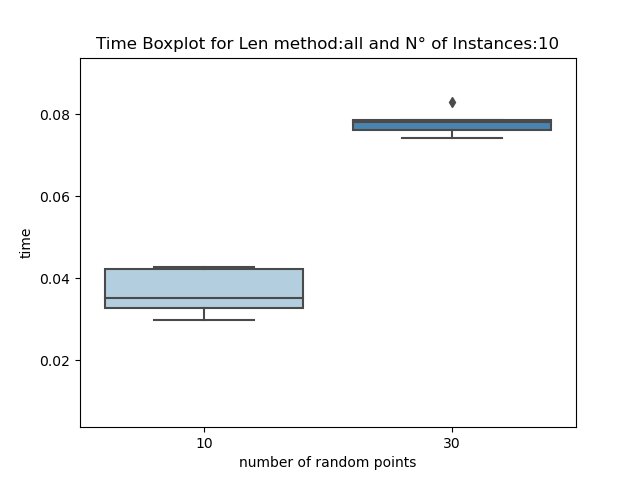 Time Boxplot for Len method:all and N° of Instances:10
0.08
0.06
time
0.04
0.02
10 30
number of random points